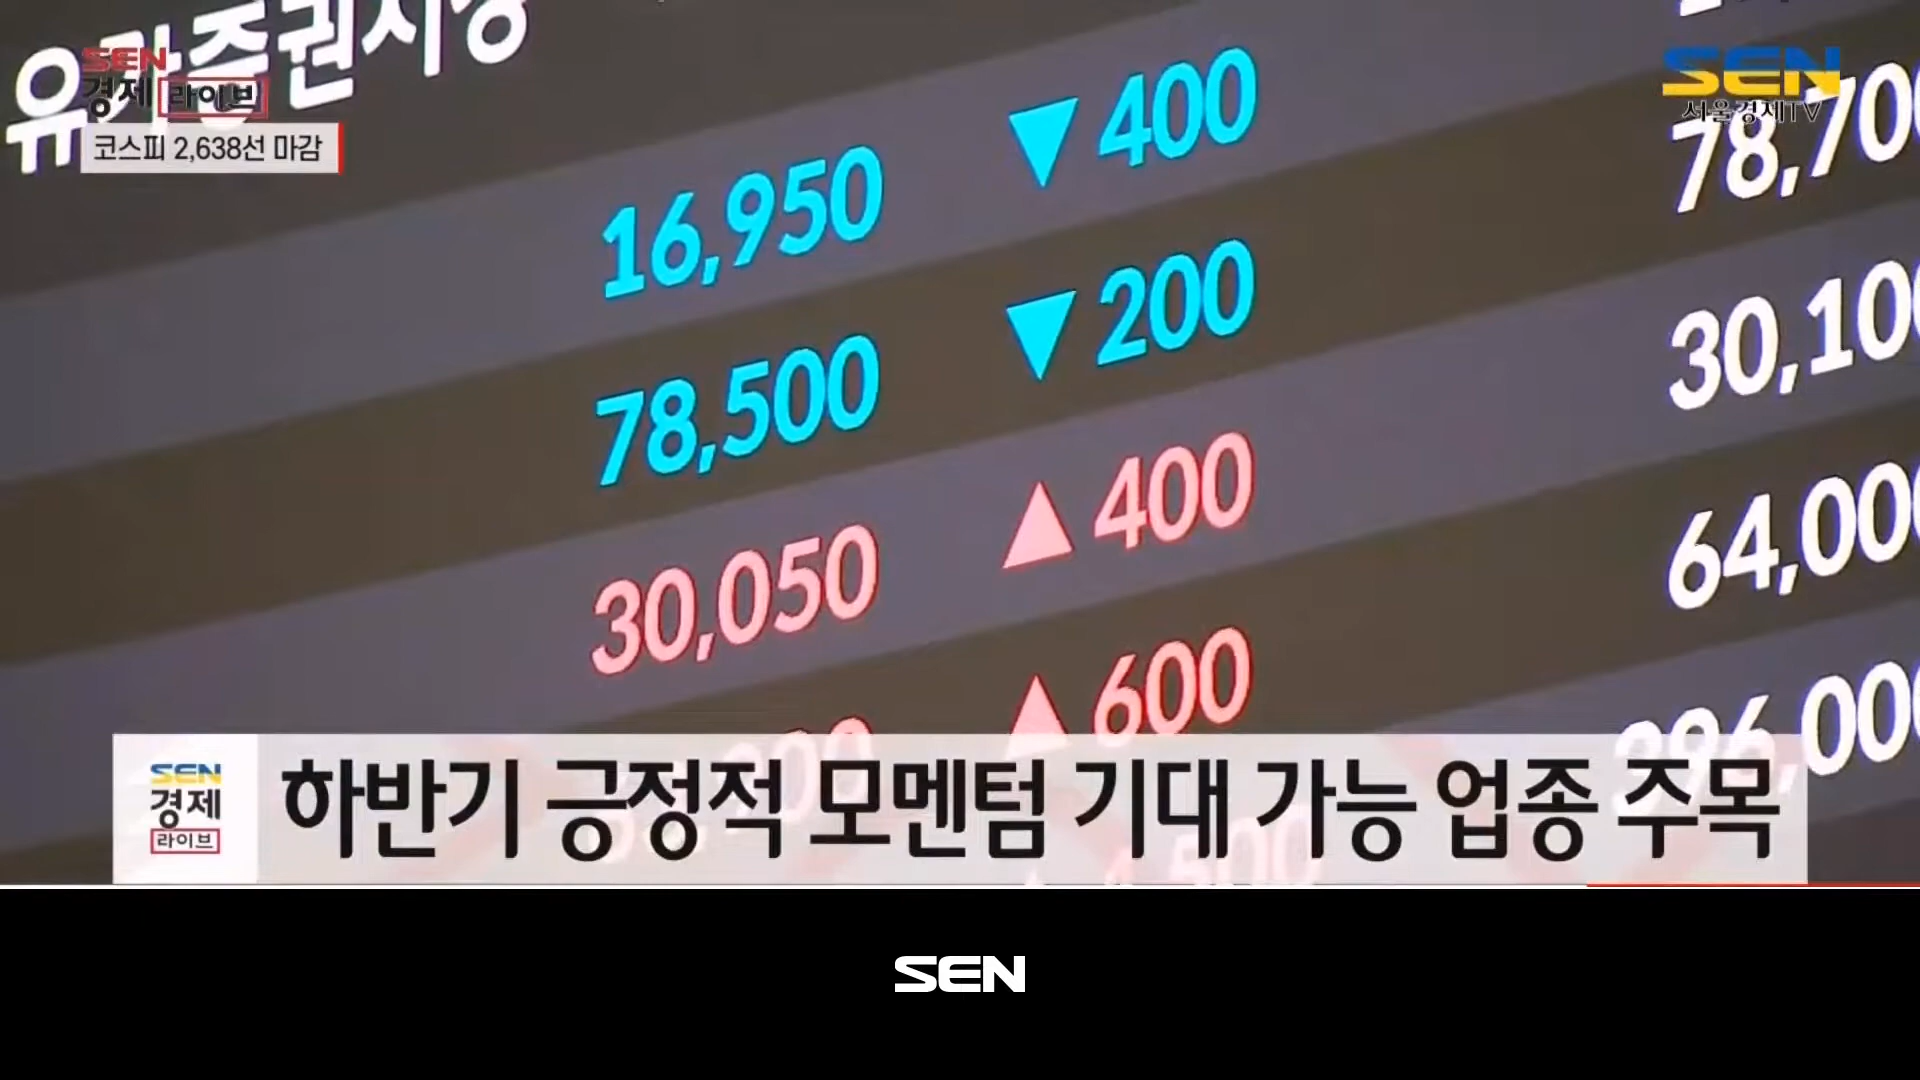 유가증권시장
SEN
경제 라이브
코스피 2,638선 마감
SEN
서울경제TV
16,950 ▼400
78,500 ▼200 78,700
30,050 ▲400 30,100
▲600 64,000
SEN
경제
라이브
하반기 긍정적 모멘텀 기대 가능 업종 주목
SEN